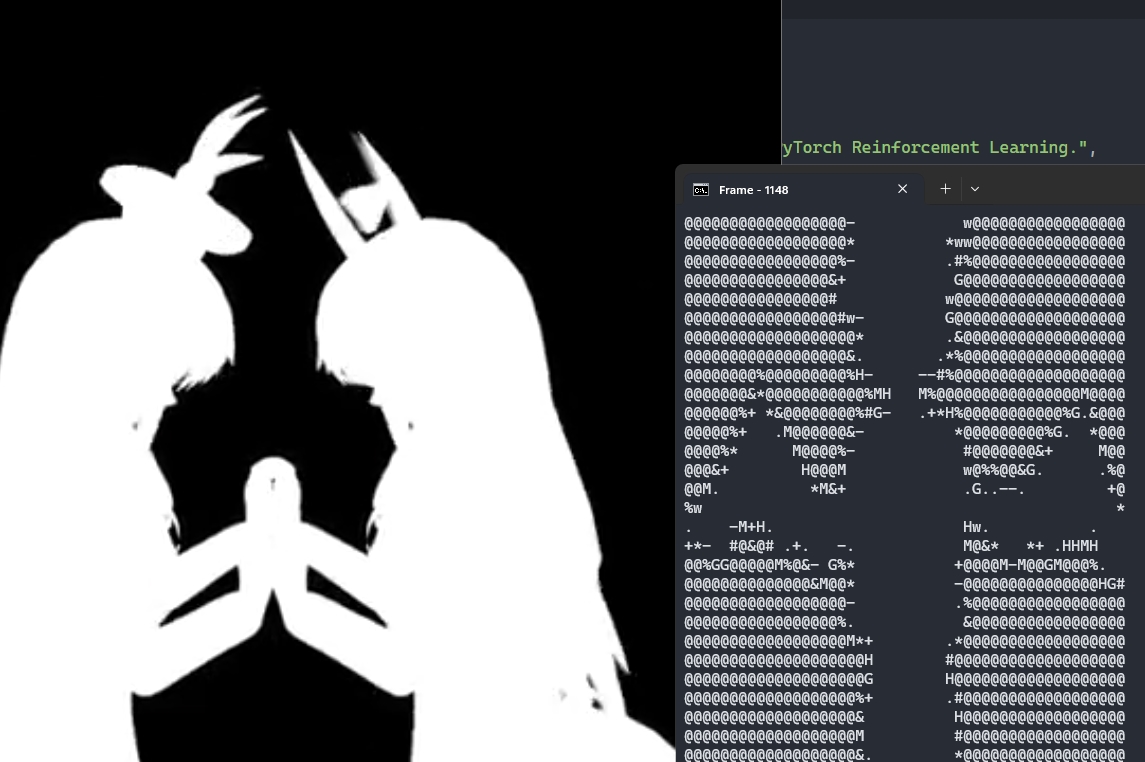 yTorch Reinforcement Learning.",
Frame - 1148
@@@@@@@@@@@@@@@@@@-            w@@@@@@@@@@@@@@@@@
@@@@@@@@@@@@@@@@@@*          *ww@@@@@@@@@@@@@@@@@
@@@@@@@@@@@@@@@@@%-           .#%@@@@@@@@@@@@@@@@
@@@@@@@@@@@@@@@@&+            G@@@@@@@@@@@@@@@@@@
@@@@@@@@@@@@@@@@#            w@@@@@@@@@@@@@@@@@@@
@@@@@@@@@@@@@@@@@#w-         G@@@@@@@@@@@@@@@@@@@
@@@@@@@@@@@@@@@@@@@*         .&@@@@@@@@@@@@@@@@@@
@@@@@@@@@@@@@@@@@@&.        .*%@@@@@@@@@@@@@@@@@@
@@@@@@@@%@@@@@@@@@%H-     --#%@@@@@@@@@@@@@@@@@@@
@@@@@@@&*@@@@@@@@@@@%MH   M%@@@@@@@@@@@@@@@@M@@@@
@@@@@@%+ *&@@@@@@@@%#G-   .+*H%@@@@@@@@@@@%G.&@@@
@@@@@%+   .M@@@@@@&-          *@@@@@@@@@%G.  *@@@
@@@@%*      M@@@@%-            #@@@@@@@&+     M@@
@@@&+        H@@@M             w@%%@@&G.      .%@
@@M.          *M&+             .G..--.         +@
%w                                              *
.    -M+H.                     Hw.           .
+*-  #@&@# .+.   -.            M@&*   *+ .HHMH
@@%GG@@@@@M%@&- G%*           +@@@@M-M@@GM@@@%.
@@@@@@@@@@@@@@&M@@*           -@@@@@@@@@@@@@@@HG#
@@@@@@@@@@@@@@@@@@-           .%@@@@@@@@@@@@@@@@@
@@@@@@@@@@@@@@@@@%.            &@@@@@@@@@@@@@@@@@
@@@@@@@@@@@@@@@@@@M*+        .*@@@@@@@@@@@@@@@@@@
@@@@@@@@@@@@@@@@@@@@H        #@@@@@@@@@@@@@@@@@@@
@@@@@@@@@@@@@@@@@@@@G        H@@@@@@@@@@@@@@@@@@@
@@@@@@@@@@@@@@@@@@@%+        .#@@@@@@@@@@@@@@@@@@
@@@@@@@@@@@@@@@@@@@&          H@@@@@@@@@@@@@@@@@@
@@@@@@@@@@@@@@@@@@@M          #@@@@@@@@@@@@@@@@@@
@@@@@@@@@@@@@@@@@@@&.         *@@@@@@@@@@@@@@@@@@